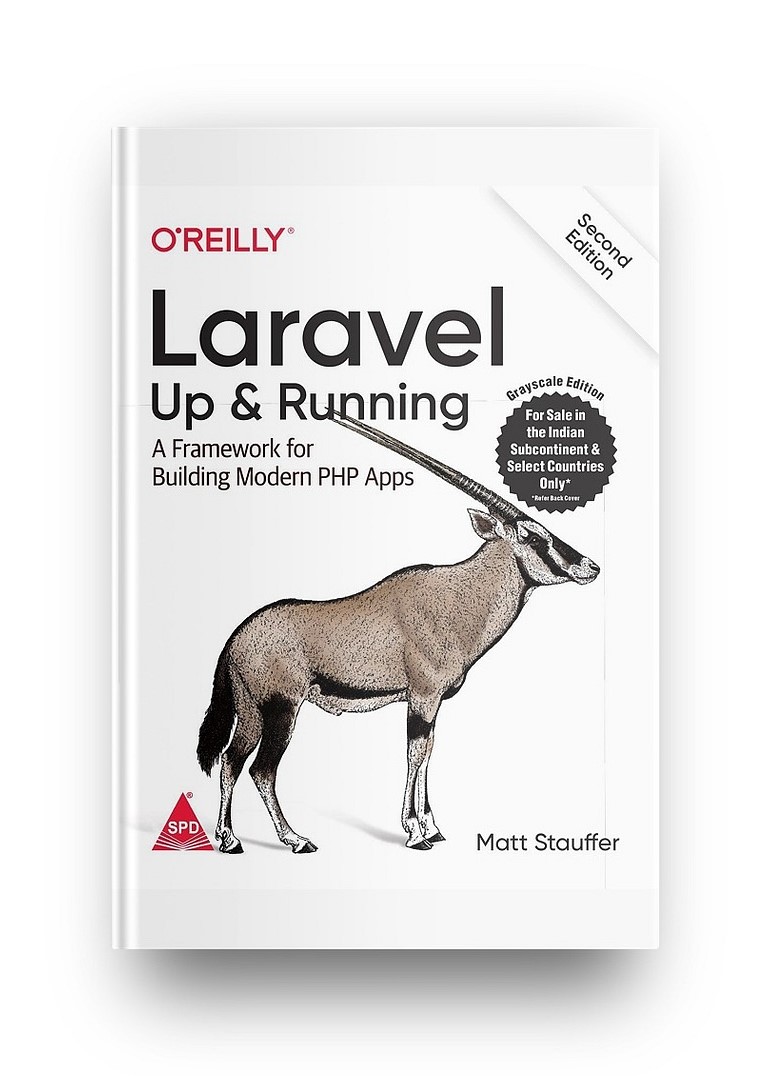 O'REILLY®
Second
Edition
Laravel
Up & Running
A Framework for
Building Modern PHP Apps
Grayscale Edition
For Sale in
the Indian
Subcontinent &
Select Countries
Only*
*Refer Back Cover
SPD
®
Matt Stauffer